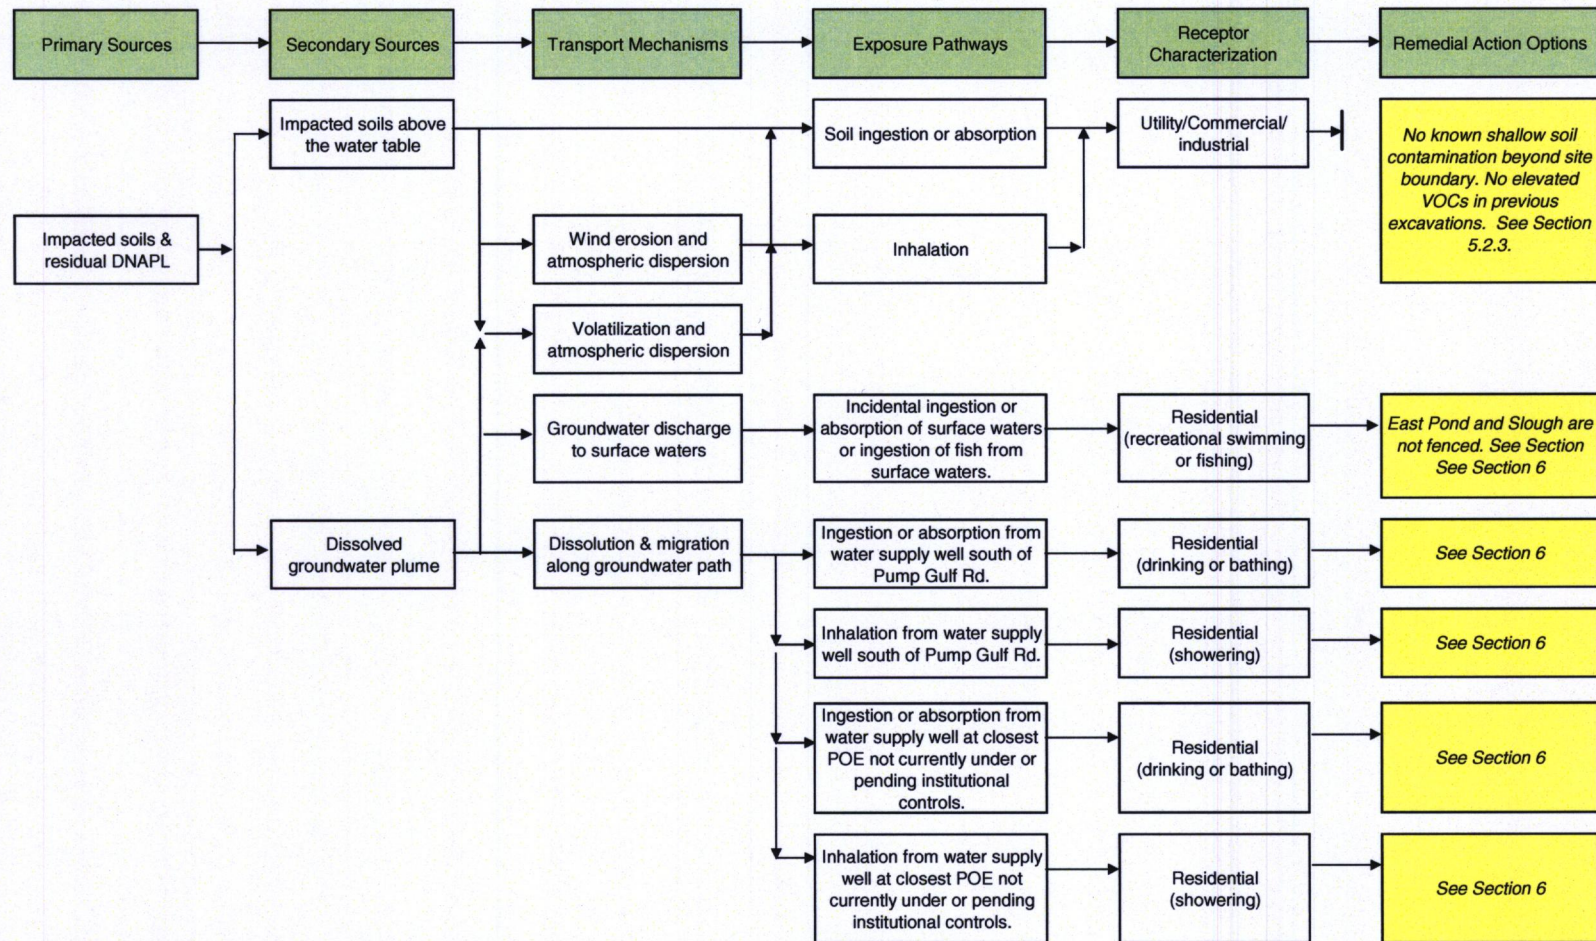 Primary Sources
Secondary Sources
Transport Mechanisms
Exposure Pathways
Receptor
Characterization
Remedial Action Options
Impacted soils above
the water table
Soil ingestion or absorption
Utility/Commercial/
industrial
No known shallow soil
contamination beyond site
boundary. No elevated
VOCs in previous
excavations. See Section
5.2.3.
Impacted soils &
residual DNAPL
Wind erosion and
atmospheric dispersion
Inhalation
Volatilization and
atmospheric dispersion
Groundwater discharge
to surface waters
Incidental ingestion or
absorption of surface waters
or ingestion of fish from
surface waters.
Residential
(recreational swimming
or fishing)
East Pond and Slough are
not fenced. See Section
See Section 6
Dissolved
groundwater plume
Dissolution & migration
along groundwater path
Ingestion or absorption from
water supply well south of
Pump Gulf Rd.
Residential
(drinking or bathing)
See Section 6
Inhalation from water supply
well south of Pump Gulf Rd.
Residential
(showering)
See Section 6
Ingestion or absorption from
water supply well at closest
POE not currently under or
pending institutional
controls.
Residential
(drinking or bathing)
See Section 6
Inhalation from water supply
well at closest POE not
currently under or pending
institutional controls.
Residential
(showering)
See Section 6